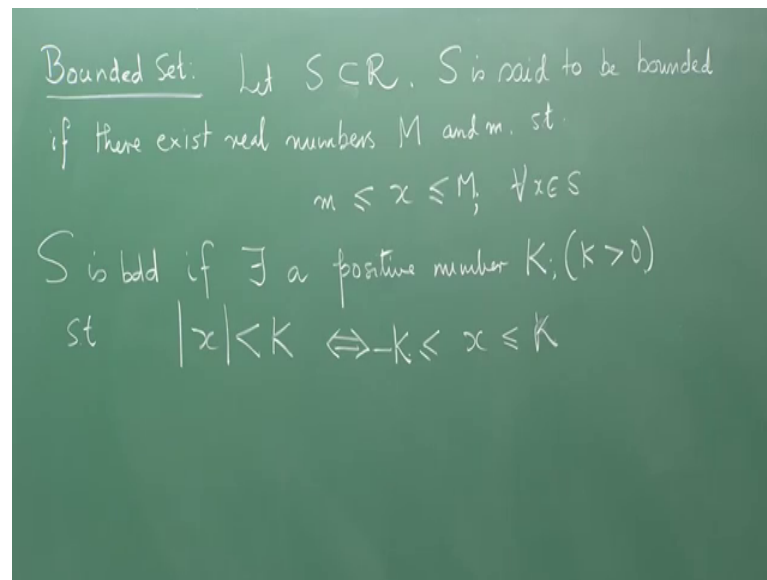 Bounded Set: Let S ⊂ R. S is said to be bounded
if there exist real numbers M and m. st.
m ≤ x ≤ M; ∀x∈S
S is bdd if ∃ a positive number K; (K > 0)
st |x| < K ⇔ -K ≤ x ≤ K